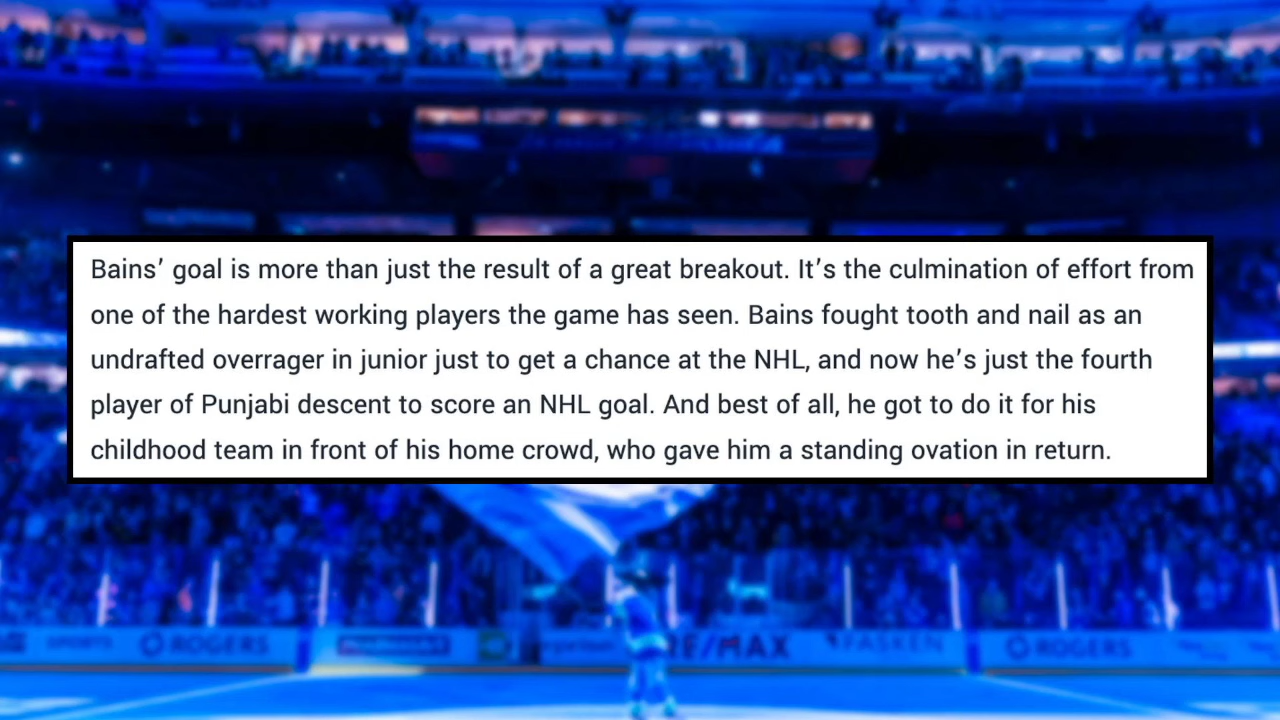 Bains’ goal is more than just the result of a great breakout. It’s the culmination of effort from
one of the hardest working players the game has seen. Bains fought tooth and nail as an
undrafted overrager in junior just to get a chance at the NHL, and now he’s just the fourth
player of Punjabi descent to score an NHL goal. And best of all, he got to do it for his
childhood team in front of his home crowd, who gave him a standing ovation in return.
SPORTS ROGERS RE/MAX FASKEN ROGERS